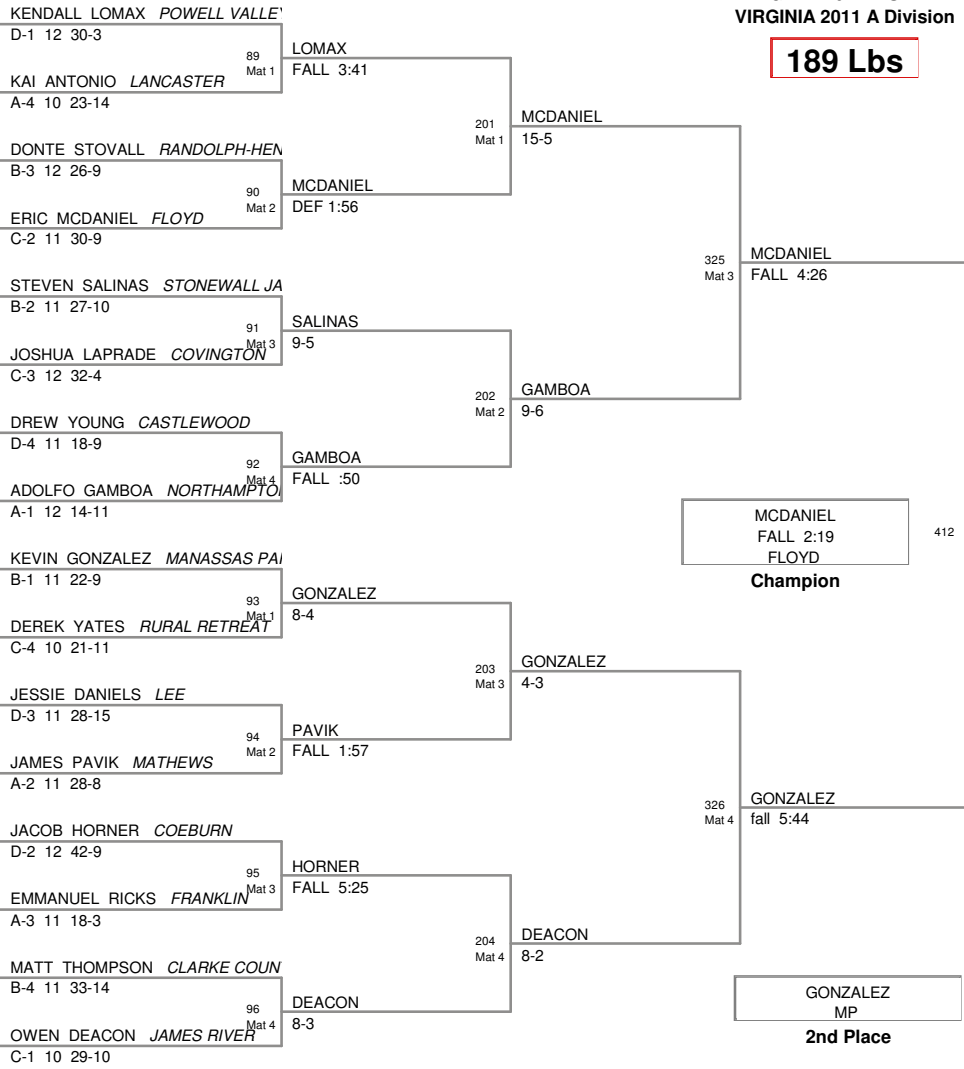 VIRGINIA 2011 A Division
189 Lbs
KENDALL LOMAX POWELL VALLEY
D-1 12 30-3
89
Mat 1
LOMAX
FALL 3:41
KAI ANTONIO LANCASTER
A-4 10 23-14
201
Mat 1
MCDANIEL
15-5
DONTE STOVALL RANDOLPH-HEN
B-3 12 26-9
90
Mat 2
MCDANIEL
DEF 1:56
ERIC MCDANIEL FLOYD
C-2 11 30-9
325
Mat 3
MCDANIEL
FALL 4:26
STEVEN SALINAS STONEWALL JA
B-2 11 27-10
91
Mat 3
SALINAS
9-5
JOSHUA LAPRADE COVINGTON
C-3 12 32-4
202
Mat 2
GAMBOA
9-6
DREW YOUNG CASTLEWOOD
D-4 11 18-9
92
Mat 4
GAMBOA
FALL :50
ADOLFO GAMBOA NORTHAMPTO
A-1 12 14-11
MCDANIEL
FALL 2:19
FLOYD
412
Champion
KEVIN GONZALEZ MANASSAS PA
B-1 11 22-9
93
Mat 1
GONZALEZ
8-4
DEREK YATES RURAL RETREAT
C-4 10 21-11
203
Mat 3
GONZALEZ
4-3
JESSIE DANIELS LEE
D-3 11 28-15
94
Mat 2
PAVIK
FALL 1:57
JAMES PAVIK MATHEWS
A-2 11 28-8
326
Mat 4
GONZALEZ
fall 5:44
JACOB HORNER COEBURN
D-2 12 42-9
95
Mat 3
HORNER
FALL 5:25
EMMANUEL RICKS FRANKLIN
A-3 11 18-3
204
Mat 4
DEACON
8-2
MATT THOMPSON CLARKE COUN
B-4 11 33-14
96
Mat 4
DEACON
8-3
OWEN DEACON JAMES RIVER
C-1 10 29-10
GONZALEZ
MP
2nd Place